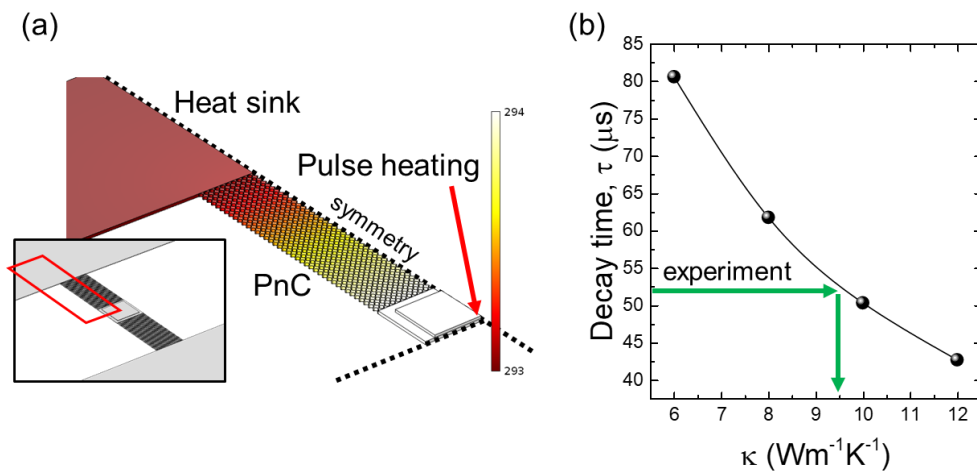 (a)
Heat sink
294
Pulse heating
symmetry
PnC
293
(b)
85
80
75
70
65
60
55
50
45
40
Decay time, τ (μs)
experiment
6 7 8 9 10 11 12
κ (Wm⁻¹K⁻¹)